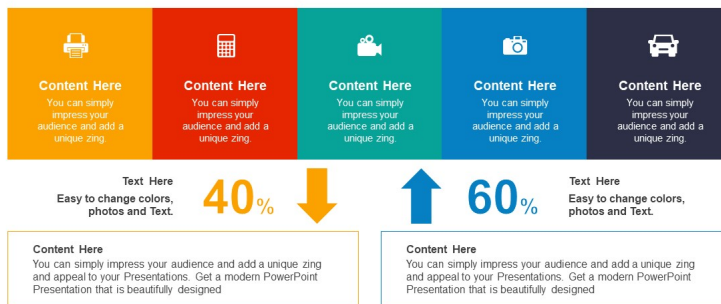 Content Here
You can simply
impress your
audience and add a
unique zing.
Content Here
You can simply
impress your
audience and add a
unique zing.
Content Here
You can simply
impress your
audience and add a
unique zing.
Content Here
You can simply
impress your
audience and add a
unique zing.
Content Here
You can simply
impress your
audience and add a
unique zing.
Text Here
Easy to change colors,
photos and Text.
40%
60%
Text Here
Easy to change colors,
photos and Text.
Content Here
You can simply impress your audience and add a unique zing
and appeal to your Presentations. Get a modern PowerPoint
Presentation that is beautifully designed
Content Here
You can simply impress your audience and add a unique zing
and appeal to your Presentations. Get a modern PowerPoint
Presentation that is beautifully designed